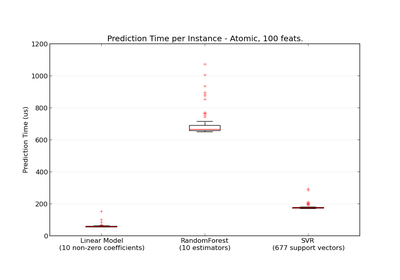 Prediction Time per Instance - Atomic, 100 feats.
1200
1000
800
600
400
200
0
Prediction Time (us)
Linear Model
(10 non-zero coefficients)
RandomForest
(10 estimators)
SVR
(677 support vectors)